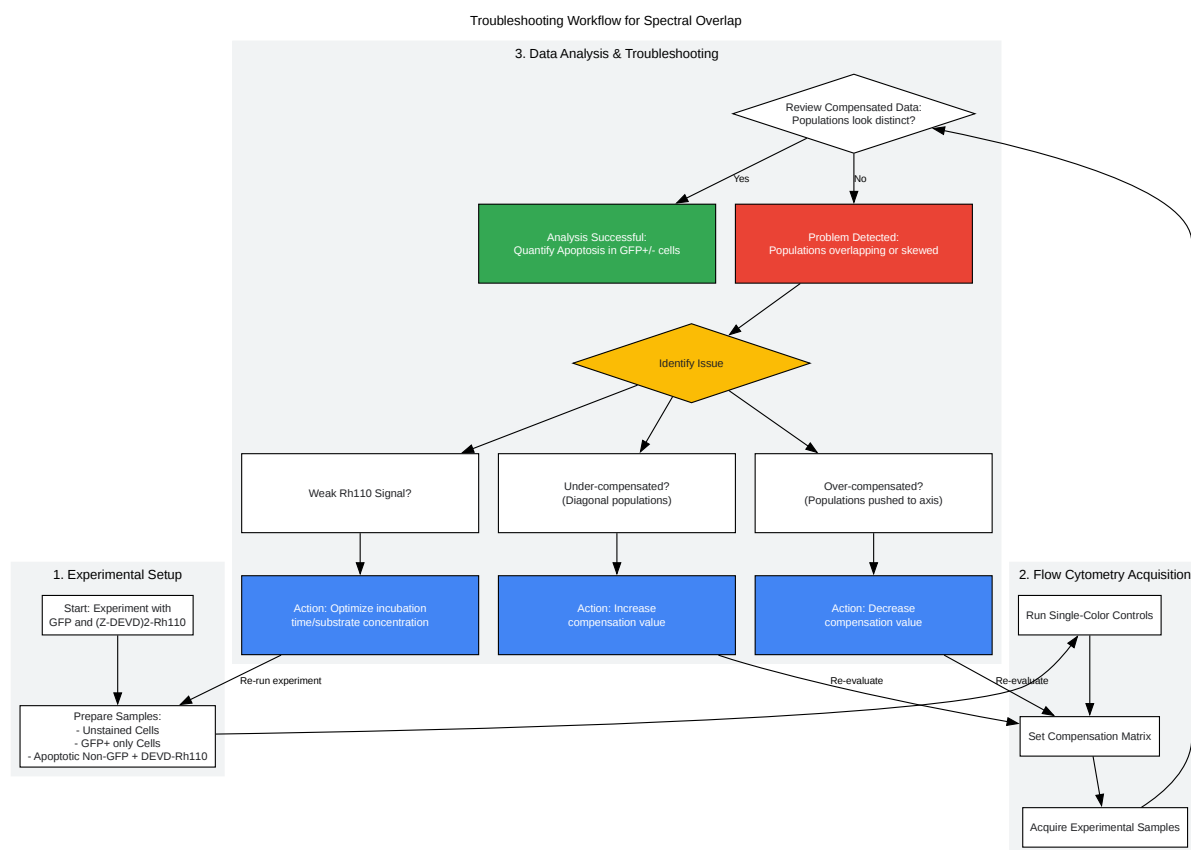 Troubleshooting Workflow for Spectral Overlap
3. Data Analysis & Troubleshooting
Review Compensated Data:
Populations look distinct?
Yes
No
Analysis Successful:
Quantify Apoptosis in GFP+/- cells
Problem Detected:
Populations overlapping or skewed
Identify Issue
Weak Rh110 Signal?
Under-compensated?
(Diagonal populations)
Over-compensated?
(Populations pushed to axis)
Action: Optimize incubation
time/substrate concentration
Action: Increase
compensation value
Action: Decrease
compensation value
1. Experimental Setup
Start: Experiment with
GFP and (Z-DEVD)2-Rh110
Re-run experiment
Prepare Samples:
- Unstained Cells
- GFP+ only Cells
- Apoptotic Non-GFP + DEVD-Rh110
2. Flow Cytometry Acquisition
Run Single-Color Controls
Re-evaluate
Re-evaluate
Set Compensation Matrix
Acquire Experimental Samples